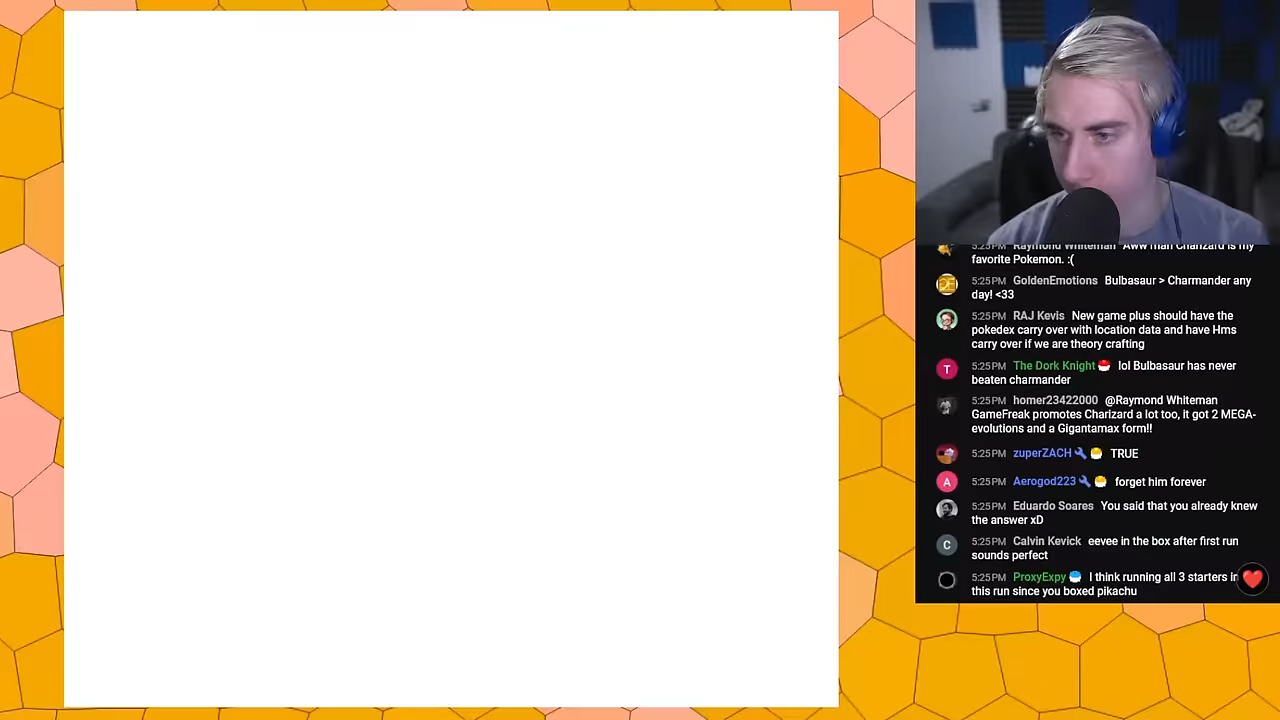 5:25PM Raymond Whiteman Aww man Charizard is my
favorite Pokemon. :(
5:25PM GoldenEmotions Bulbasaur > Charmander any
day! <33
5:25PM RAJ Kevis New game plus should have the
pokedex carry over with location data and have Hms
carry over if we are theory crafting
T 5:25PM The Dork Knight lol Bulbasaur has never
beaten charmander
5:25PM homer23422000 @Raymond Whiteman
GameFreak promotes Charizard a lot too, it got 2 MEGA-
evolutions and a Gigantamax form!!
5:25PM zuperZACH TRUE
A 5:25PM Aerogod223 forget him forever
5:25PM Eduardo Soares You said that you already knew
the answer xD
C 5:25PM Calvin Kevick eevee in the box after first run
sounds perfect
5:25PM ProxyExpy I think running all 3 starters in
this run since you boxed pikachu